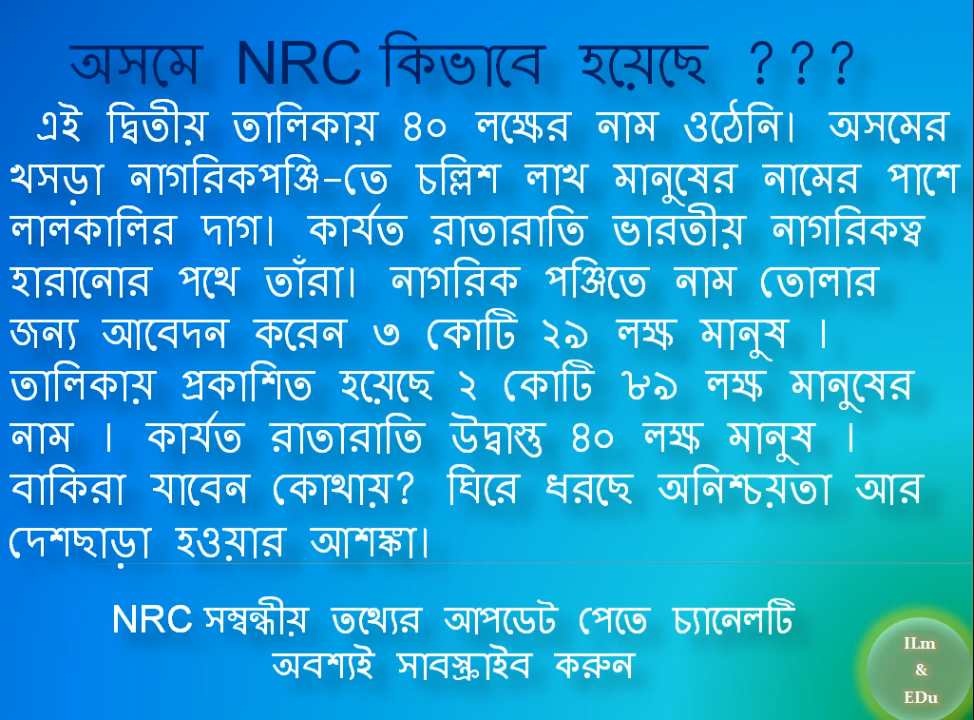 অসমে NRC কিভাবে হয়েছে ???
এই দ্বিতীয় তালিকায় ৪০ লক্ষের নাম ওঠেনি। অসমের
খসড়া নাগরিকপঞ্জি-তে চল্লিশ লাখ মানুষের নামের পাশে
লালকালির দাগ। কার্যত রাতারাতি ভারতীয় নাগরিকত্ব
হারানোর পথে তাঁরা। নাগরিক পঞ্জিতে নাম তোলার
জন্য আবেদন করেন ৩ কোটি ২৯ লক্ষ মানুষ ।
তালিকায় প্রকাশিত হয়েছে ২ কোটি ৮৯ লক্ষ মানুষের
নাম । কার্যত রাতারাতি উদ্বাস্তু ৪০ লক্ষ মানুষ ।
বাকিরা যাবেন কোথায়? ঘিরে ধরছে অনিশ্চয়তা আর
দেশছাড়া হওয়ার আশঙ্কা।
NRC সম্বন্ধীয় তথ্যের আপডেট পেতে চ্যানেলটি
অবশ্যই সাবস্ক্রাইব করুন
ILm
&
EDu